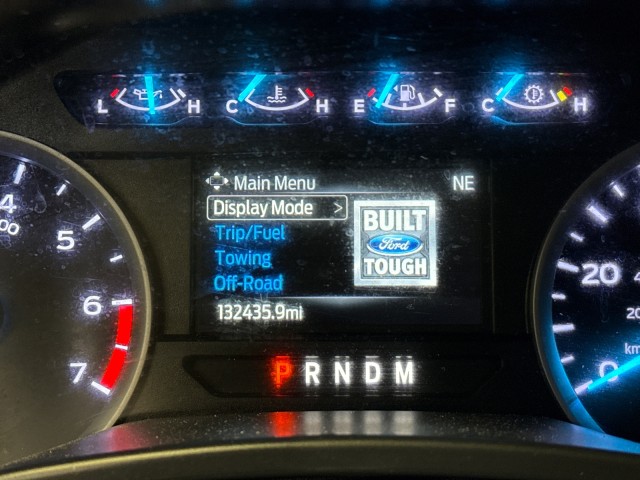 L H C H E F C H
Main Menu NE
Display Mode >
Trip/Fuel
Towing
Off-Road
132435.9mi
BUILT
Ford
TOUGH
P R N D M
4
5
6
7
20
0